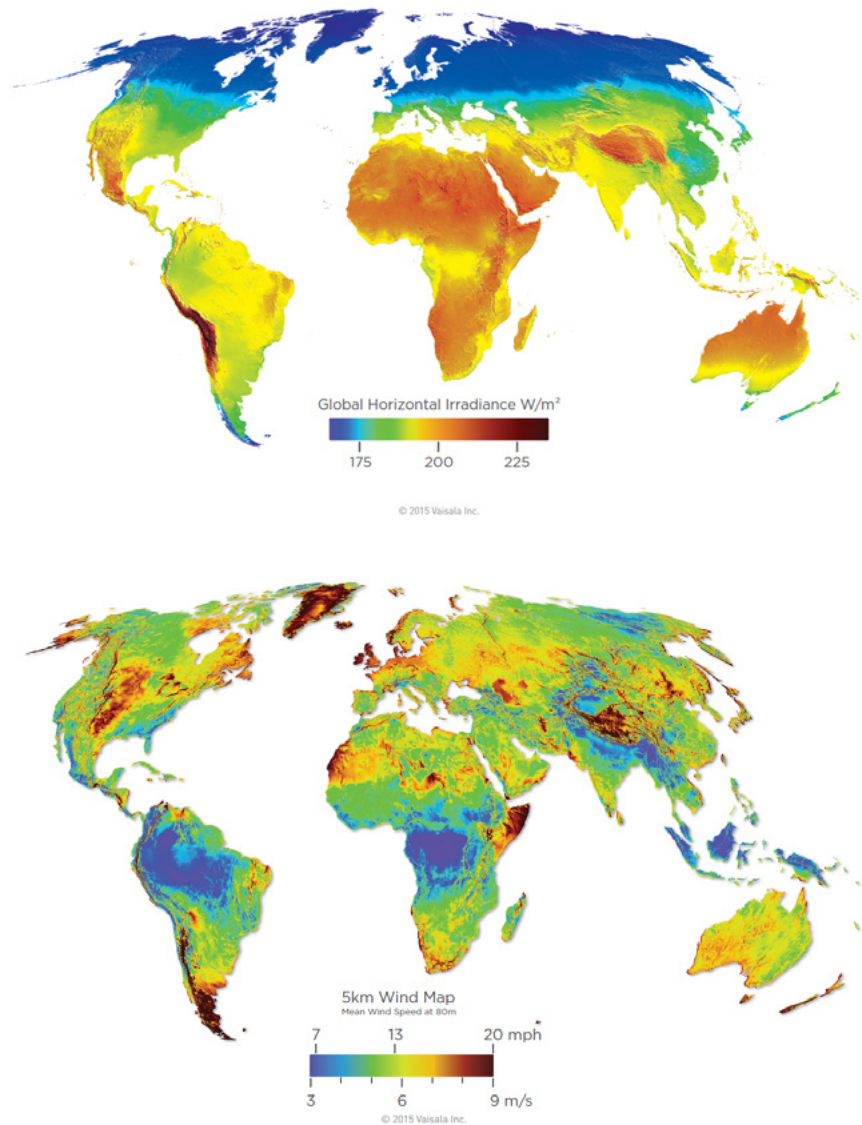 Global Horizontal Irradiance W/m²
175 200 225
© 2015 Vaisala Inc.
5km Wind Map
Mean Wind Speed at 80m
7 13 20 mph
3 6 9 m/s
© 2015 Vaisala Inc.